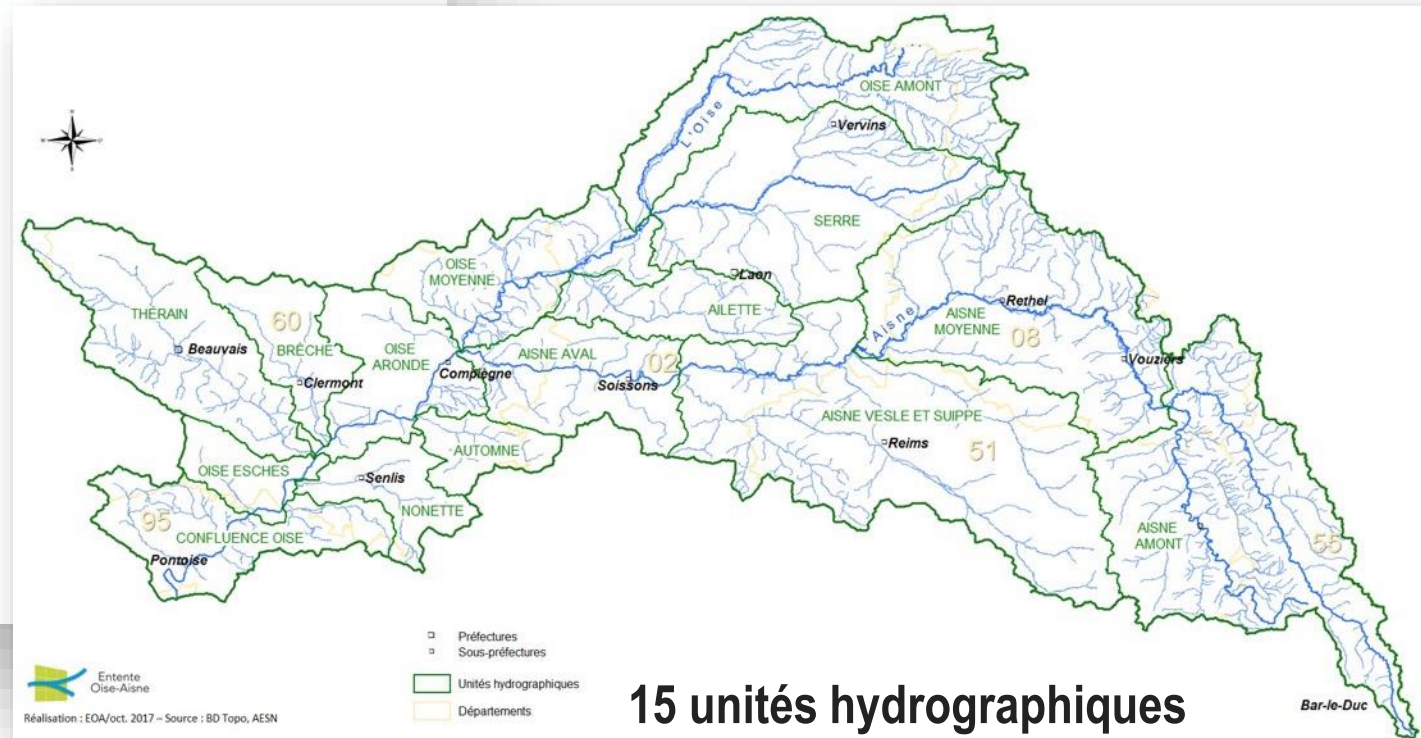 OISE AMONT
L'Oise
Vervins
SERRE
OISE
MOYENNE
Laon
AILETTE
THÉRAIN
60
BRÊCHE
Beauvais
Clermont
OISE
ARONDE
Compiègne
AISNE AVAL
02
Soissons
Aisne
AISNE
MOYENNE
Rethel
08
Vouziers
AISNE VESLE ET SUIPPE
Reims
51
AUTOMNE
OISE ESCHES
Senlis
NONETTE
95
CONFLUENCE OISE
Pontoise
AISNE
AMONT
55
Bar-le-Duc
Préfectures
Sous-préfectures
Unités hydrographiques
Départements
Entente
Oise-Aisne
Réalisation : EOA/oct. 2017 – Source : BD Topo, AESN
15 unités hydrographiques